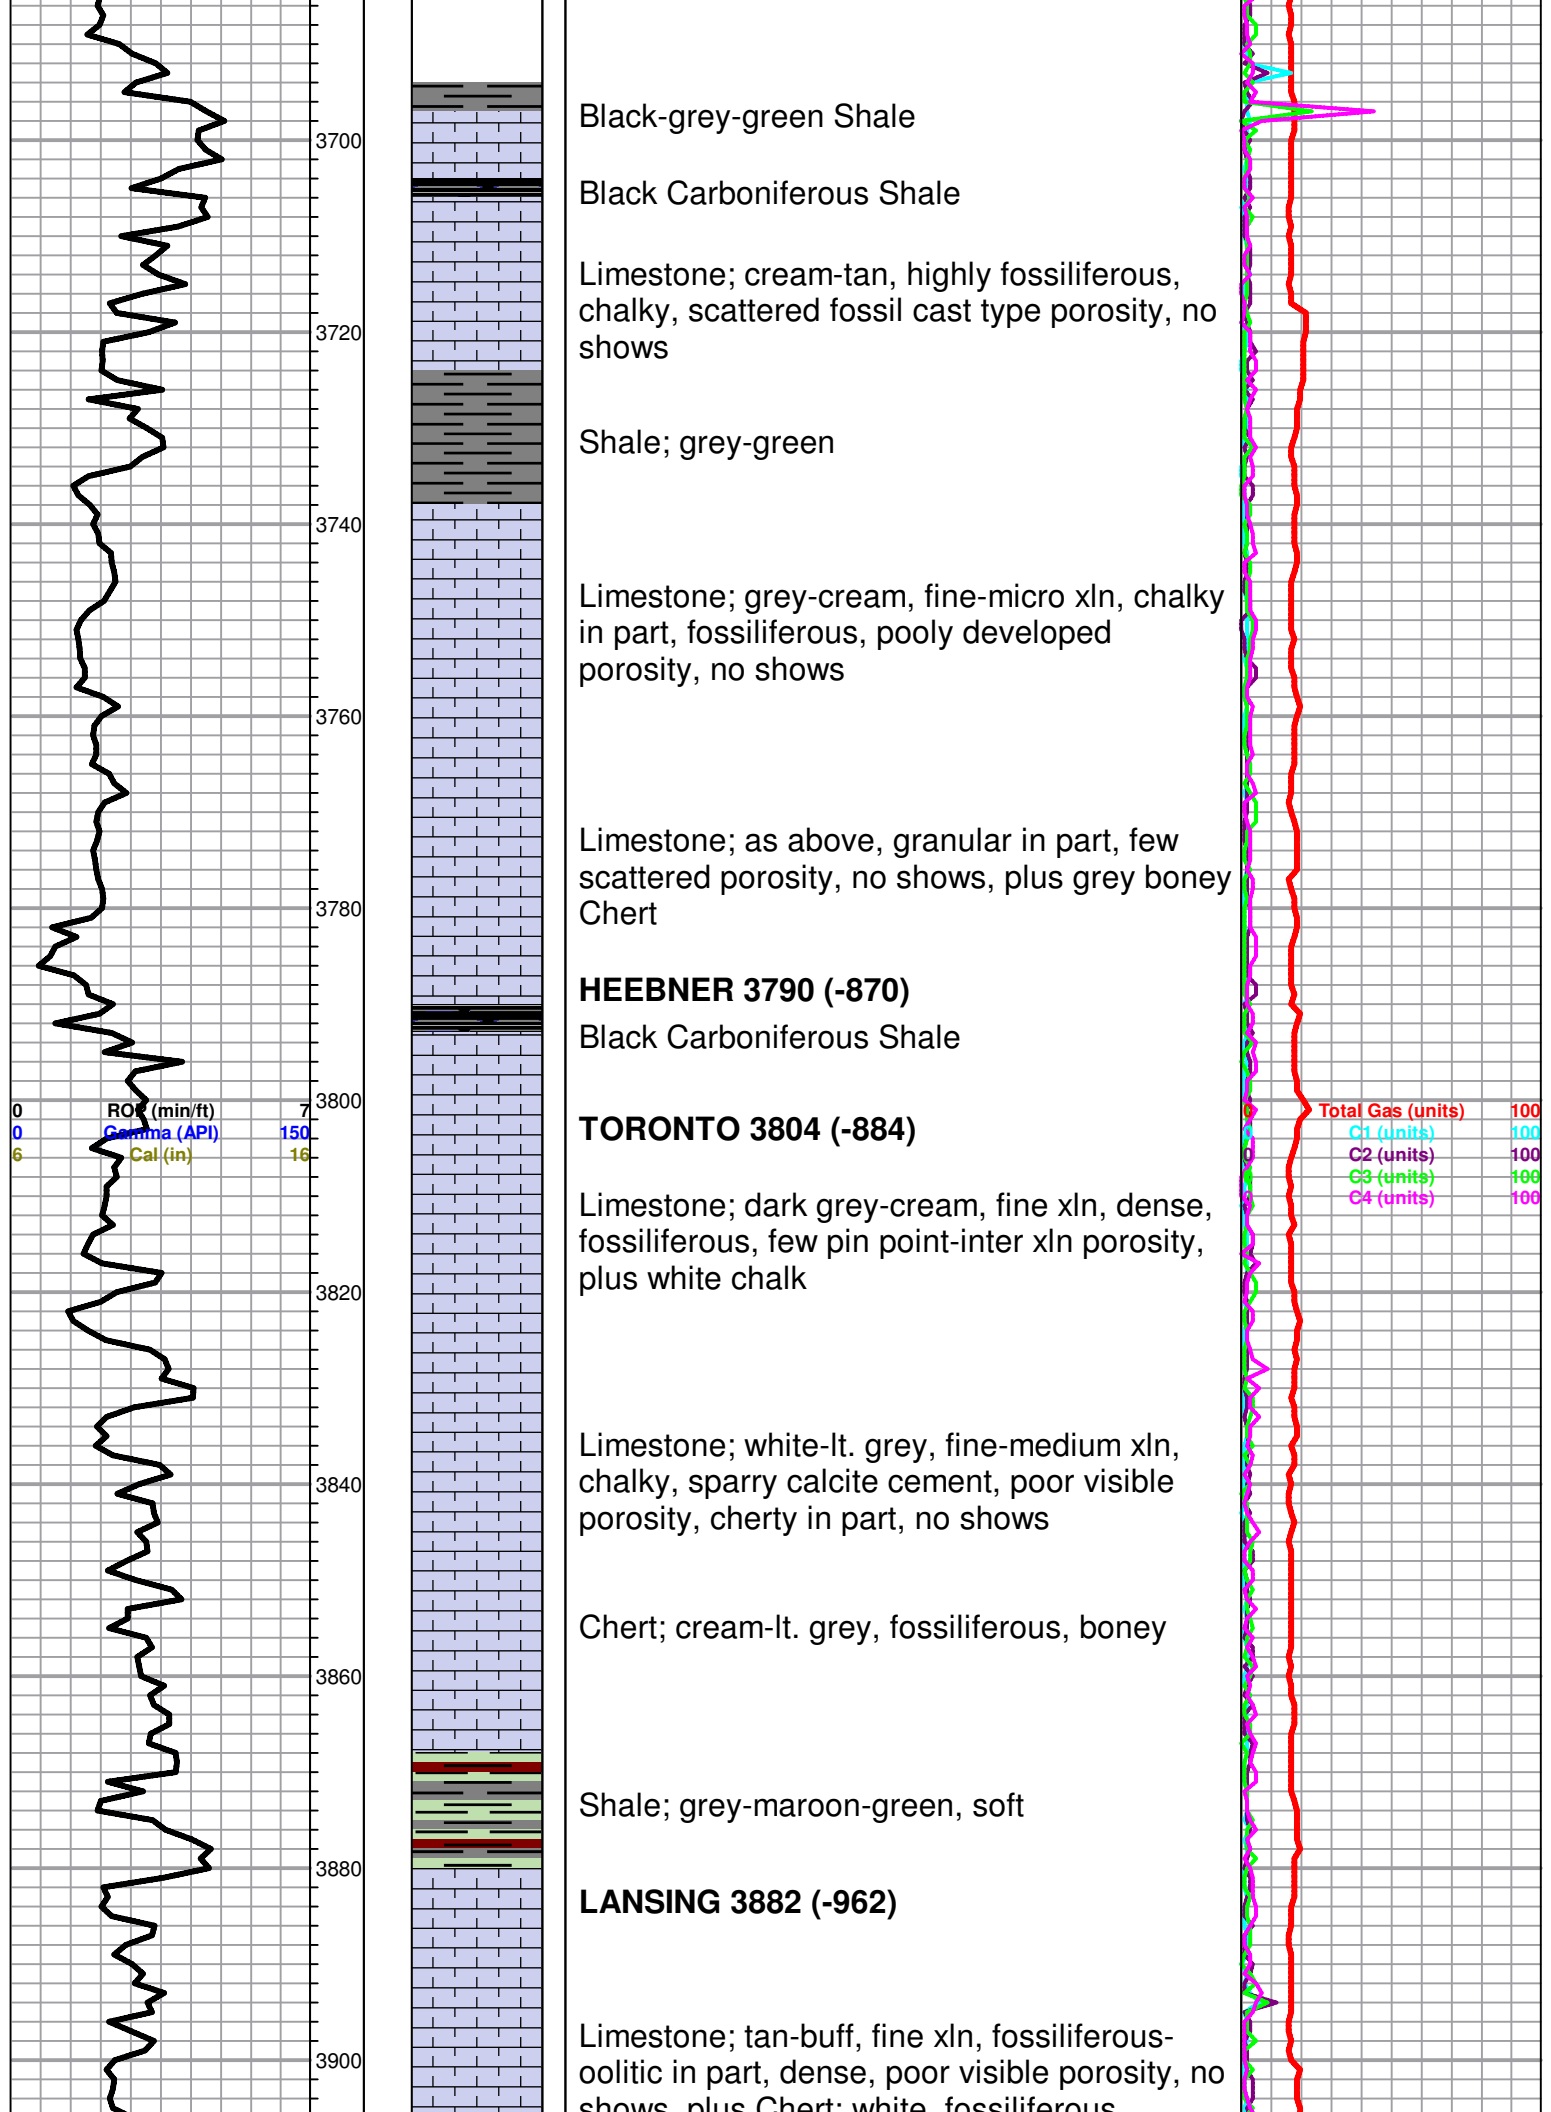 Black-grey-green Shale
3700
Black Carboniferous Shale
Limestone; cream-tan, highly fossiliferous,
chalky, scattered fossil cast type porosity, no
shows
3720
Shale; grey-green
3740
Limestone; grey-cream, fine-micro xln, chalky
in part, fossiliferous, pooly developed
porosity, no shows
3760
Limestone; as above, granular in part, few
scattered porosity, no shows, plus grey boney
Chert
3780
HEEBNER 3790 (-870)
Black Carboniferous Shale
3800
0 ROP (min/ft) 7
0 Gamma (API) 150
6 Cal (in) 16
TORONTO 3804 (-884)
0 Total Gas (units) 100
0 C1 (units) 100
0 C2 (units) 100
0 C3 (units) 100
0 C4 (units) 100
Limestone; dark grey-cream, fine xln, dense,
fossiliferous, few pin point-inter xln porosity,
plus white chalk
3820
Limestone; white-lt. grey, fine-medium xln,
chalky, sparry calcite cement, poor visible
porosity, cherty in part, no shows
3840
Chert; cream-lt. grey, fossiliferous, boney
3860
Shale; grey-maroon-green, soft
3880
LANSING 3882 (-962)
Limestone; tan-buff, fine xln, fossiliferous-
oolitic in part, dense, poor visible porosity, no
3900
shows, plus Chert; white, fossiliferous